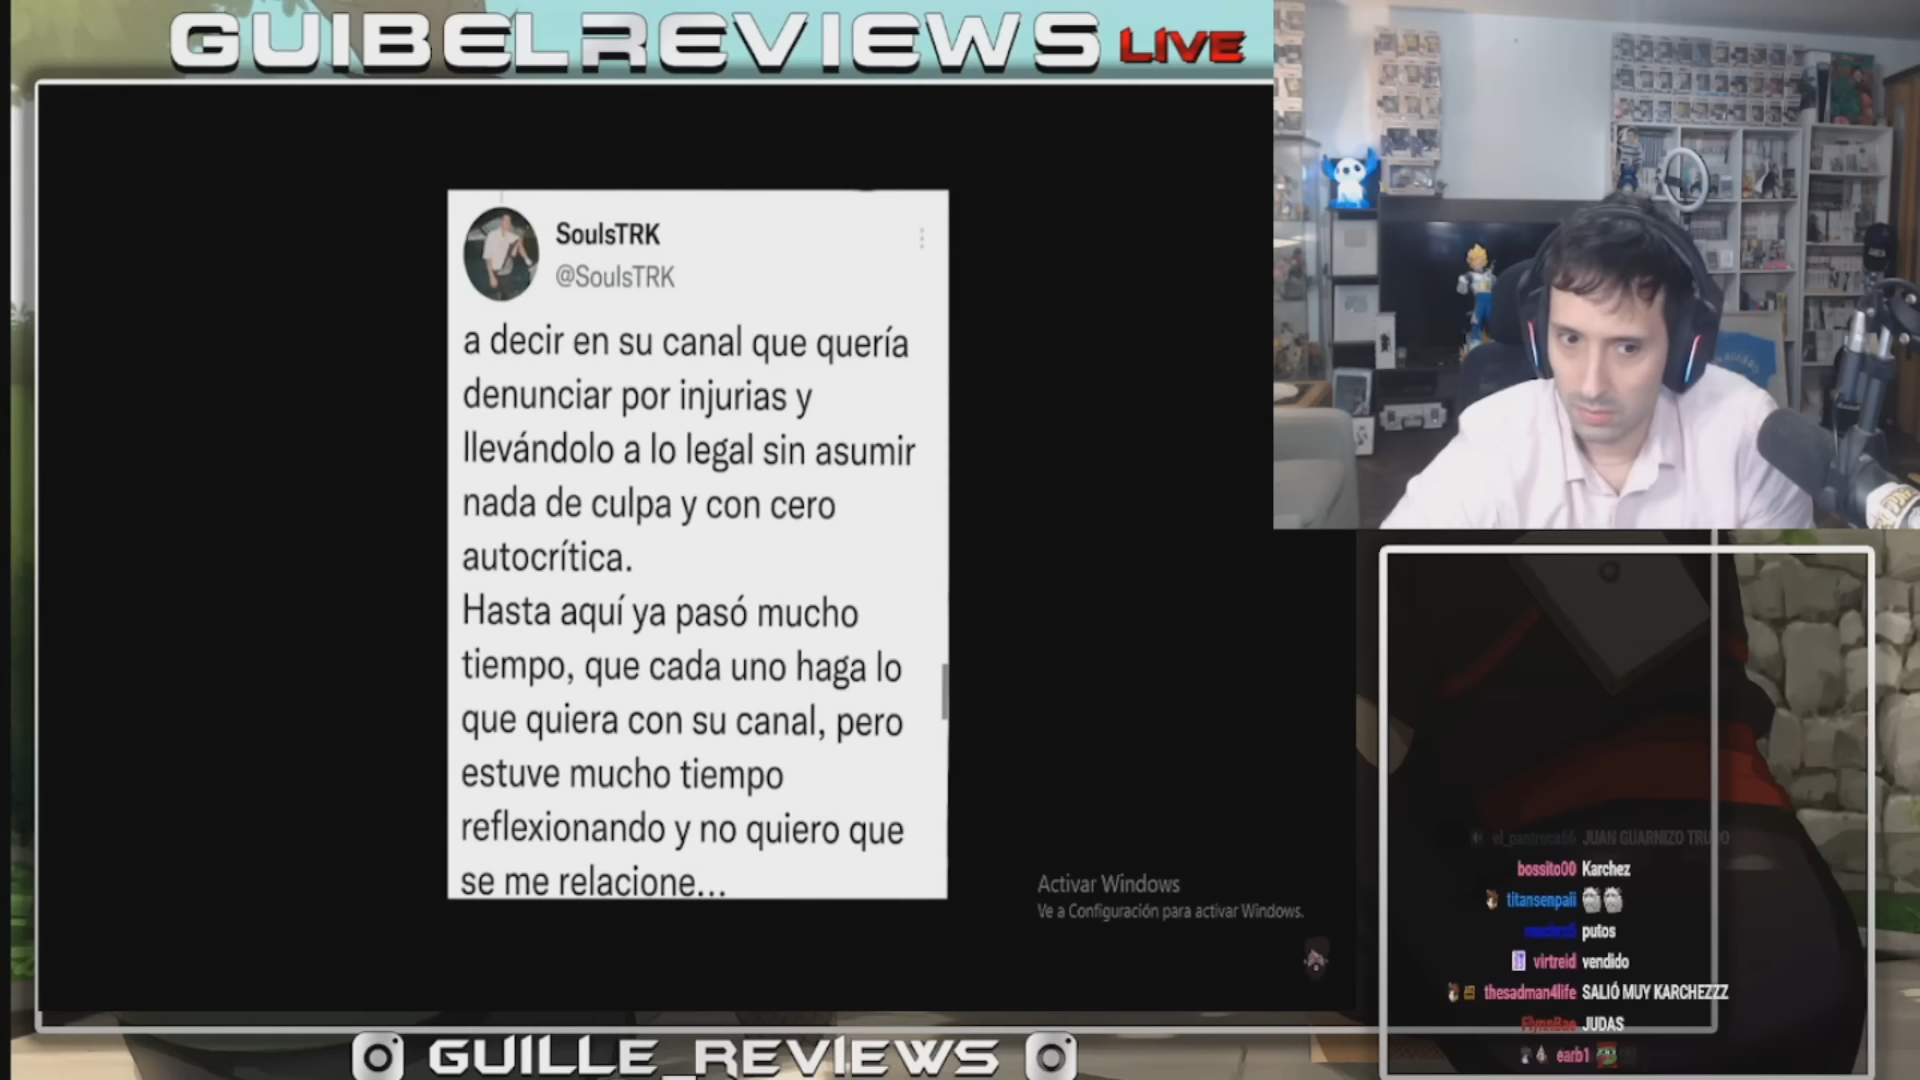 GUIBELREVIEWS LIVE
SoulsTRK
@SoulsTRK
a decir en su canal que quería
denunciar por injurias y
llevándolo a lo legal sin asumir
nada de culpa y con cero
autocrítica.
Hasta aquí ya pasó mucho
tiempo, que cada uno haga lo
que quiera con su canal, pero
estuve mucho tiempo
reflexionando y no quiero que
se me relacione...
Activar Windows
Ve a Configuración para activar Windows.
JUAN GUARNIZO
bossito00 Karchez
titansenpaii
putos
virtreid vendido
thesadman4life SALIÓ MUY KARCHEZZZ
FlynnBae JUDAS
earb1
GUILLE_REVIEWS